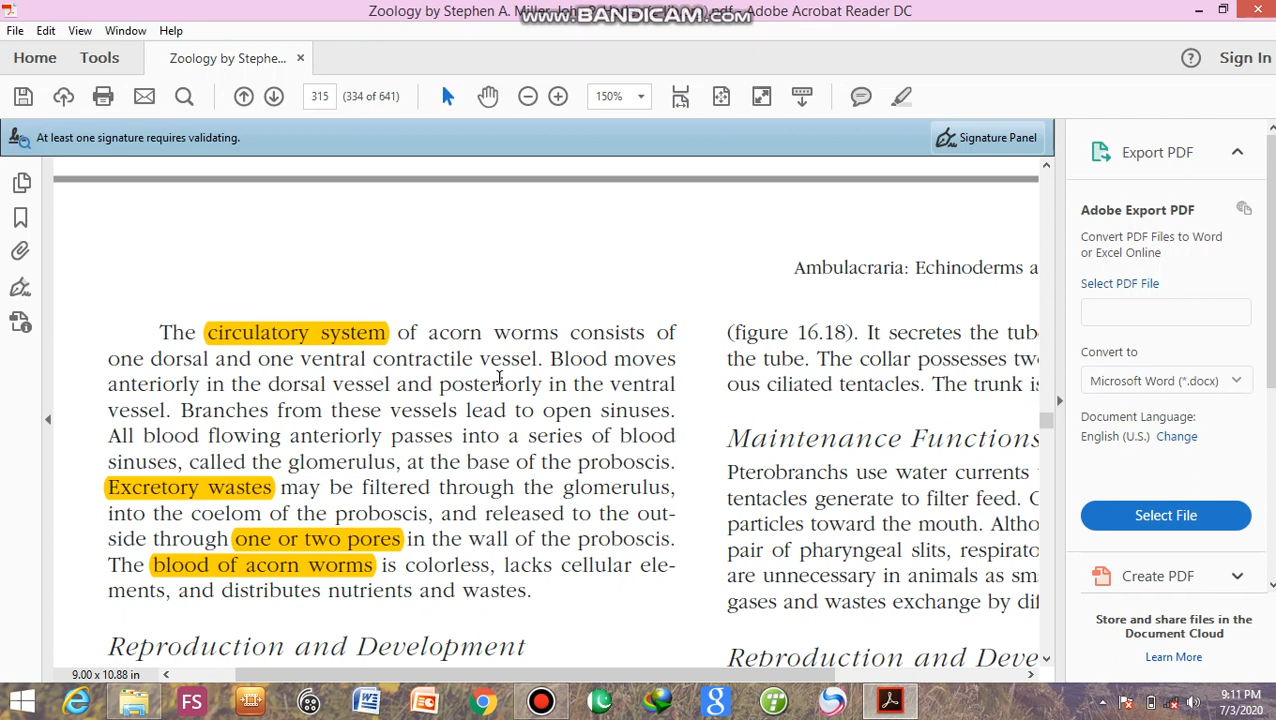 Zoology by Stephen A. Miller, John P. - Adobe Acrobat Reader DC
www.BANDICAM.com
File Edit View Window Help
Home Tools Zoology by Stephe... × Sign In
315 (334 of 641) 150%
At least one signature requires validating. Signature Panel
Ambulacraria: Echinoderms a
The circulatory system of acorn worms consists of
one dorsal and one ventral contractile vessel. Blood moves
anteriorly in the dorsal vessel and posteriorly in the ventral
vessel. Branches from these vessels lead to open sinuses.
All blood flowing anteriorly passes into a series of blood
sinuses, called the glomerulus, at the base of the proboscis.
Excretory wastes may be filtered through the glomerulus,
into the coelom of the proboscis, and released to the out-
side through one or two pores in the wall of the proboscis.
The blood of acorn worms is colorless, lacks cellular ele-
ments, and distributes nutrients and wastes.
Reproduction and Development
(figure 16.18). It secretes the tube
the tube. The collar possesses tw
ous ciliated tentacles. The trunk is
Maintenance Functions
Pterobranchs use water currents
tentacles generate to filter feed. C
particles toward the mouth. Altho
pair of pharyngeal slits, respirato
are unnecessary in animals as sm
gases and wastes exchange by dif
Reproduction and Deve
Export PDF
Adobe Export PDF
Convert PDF Files to Word
or Excel Online
Select PDF File
Convert to
Microsoft Word (*.docx)
Document Language:
English (U.S.) Change
Select File
Create PDF
Store and share files in the
Document Cloud
Learn More
9.00 x 10.88 in
FS
9:11 PM
7/3/2020